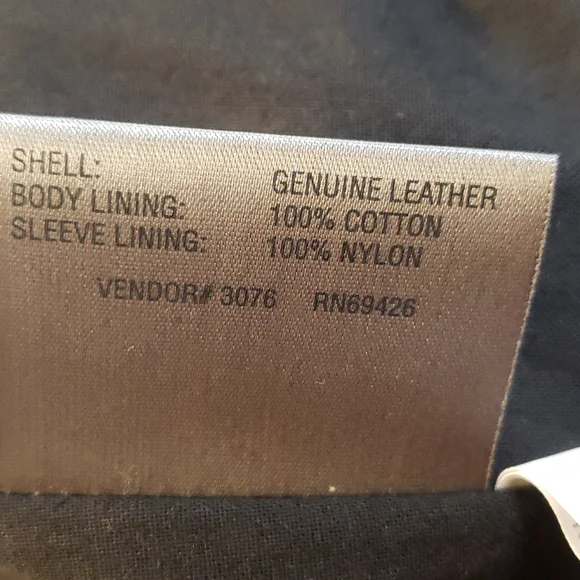 SHELL: GENUINE LEATHER
BODY LINING: 100% COTTON
SLEEVE LINING: 100% NYLON
VENDOR# 3076 RN69426